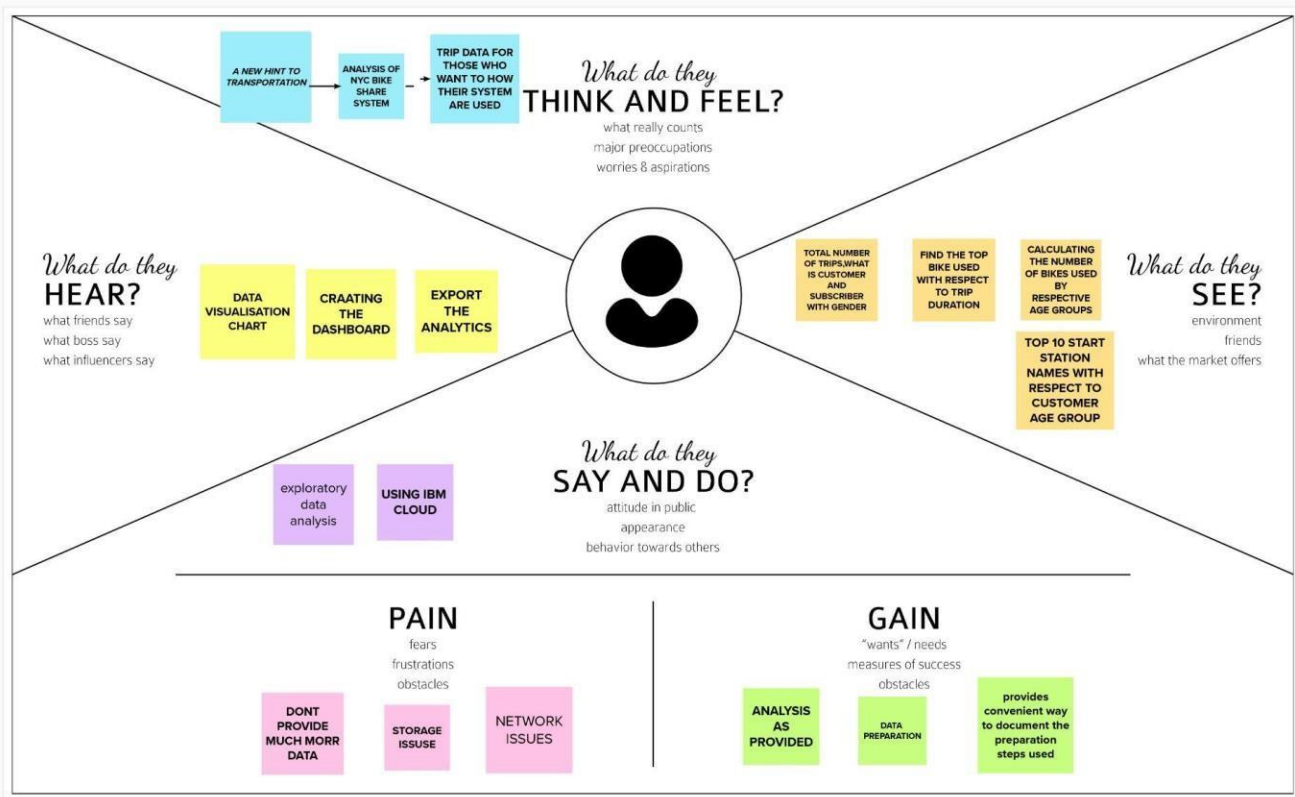 A NEW HINT TO
TRANSPORTATION
ANALYSIS OF
NYC BIKE
SHARE
SYSTEM
TRIP DATA FOR
THOSE WHO
WANT TO HOW
THEIR SYSTEM
ARE USED
What do they
THINK AND FEEL?
what really counts
major preoccupations
worries & aspirations
What do they
HEAR?
what friends say
what boss say
what influencers say
DATA
VISUALISATION
CHART
CRAATING
THE
DASHBOARD
EXPORT
THE
ANALYTICS
TOTAL NUMBER
OF TRIPS,WHAT
IS CUSTOMER
AND
SUBSCRIBER
WITH GENDER
FIND THE TOP
BIKE USED
WITH RESPECT
TO TRIP
DURATION
CALCULATING
THE NUMBER
OF BIKES USED
BY
RESPECTIVE
AGE GROUPS
TOP 10 START
STATION
NAMES WITH
RESPECT TO
CUSTOMER
AGE GROUP
What do they
SEE?
environment
friends
what the market offers
exploratory
data
analysis
USING IBM
CLOUD
What do they
SAY AND DO?
attitude in public
appearance
behavior towards others
PAIN
fears
frustrations
obstacles
DONT
PROVIDE
MUCH MORR
DATA
STORAGE
ISSUSE
NETWORK
ISSUES
GAIN
"wants" / needs
measures of success
obstacles
ANALYSIS
AS
PROVIDED
DATA
PREPARATION
provides
convenient way
to document the
preparation
steps used